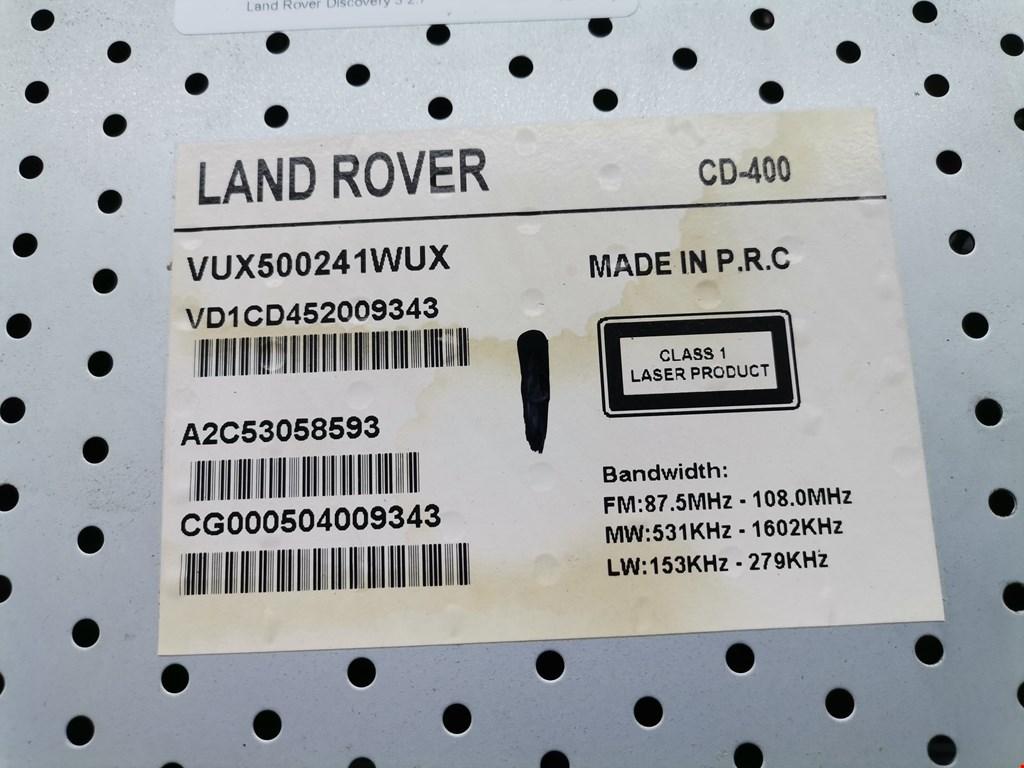 Land Rover Discovery 3 2.7
LAND ROVER
CD-400
VUX500241WUX
MADE IN P.R.C
VD1CD452009343
CLASS 1
LASER PRODUCT
A2C53058593
CG000504009343
Bandwidth:
FM:87.5MHz - 108.0MHz
MW:531KHz - 1602KHz
LW:153KHz - 279KHz